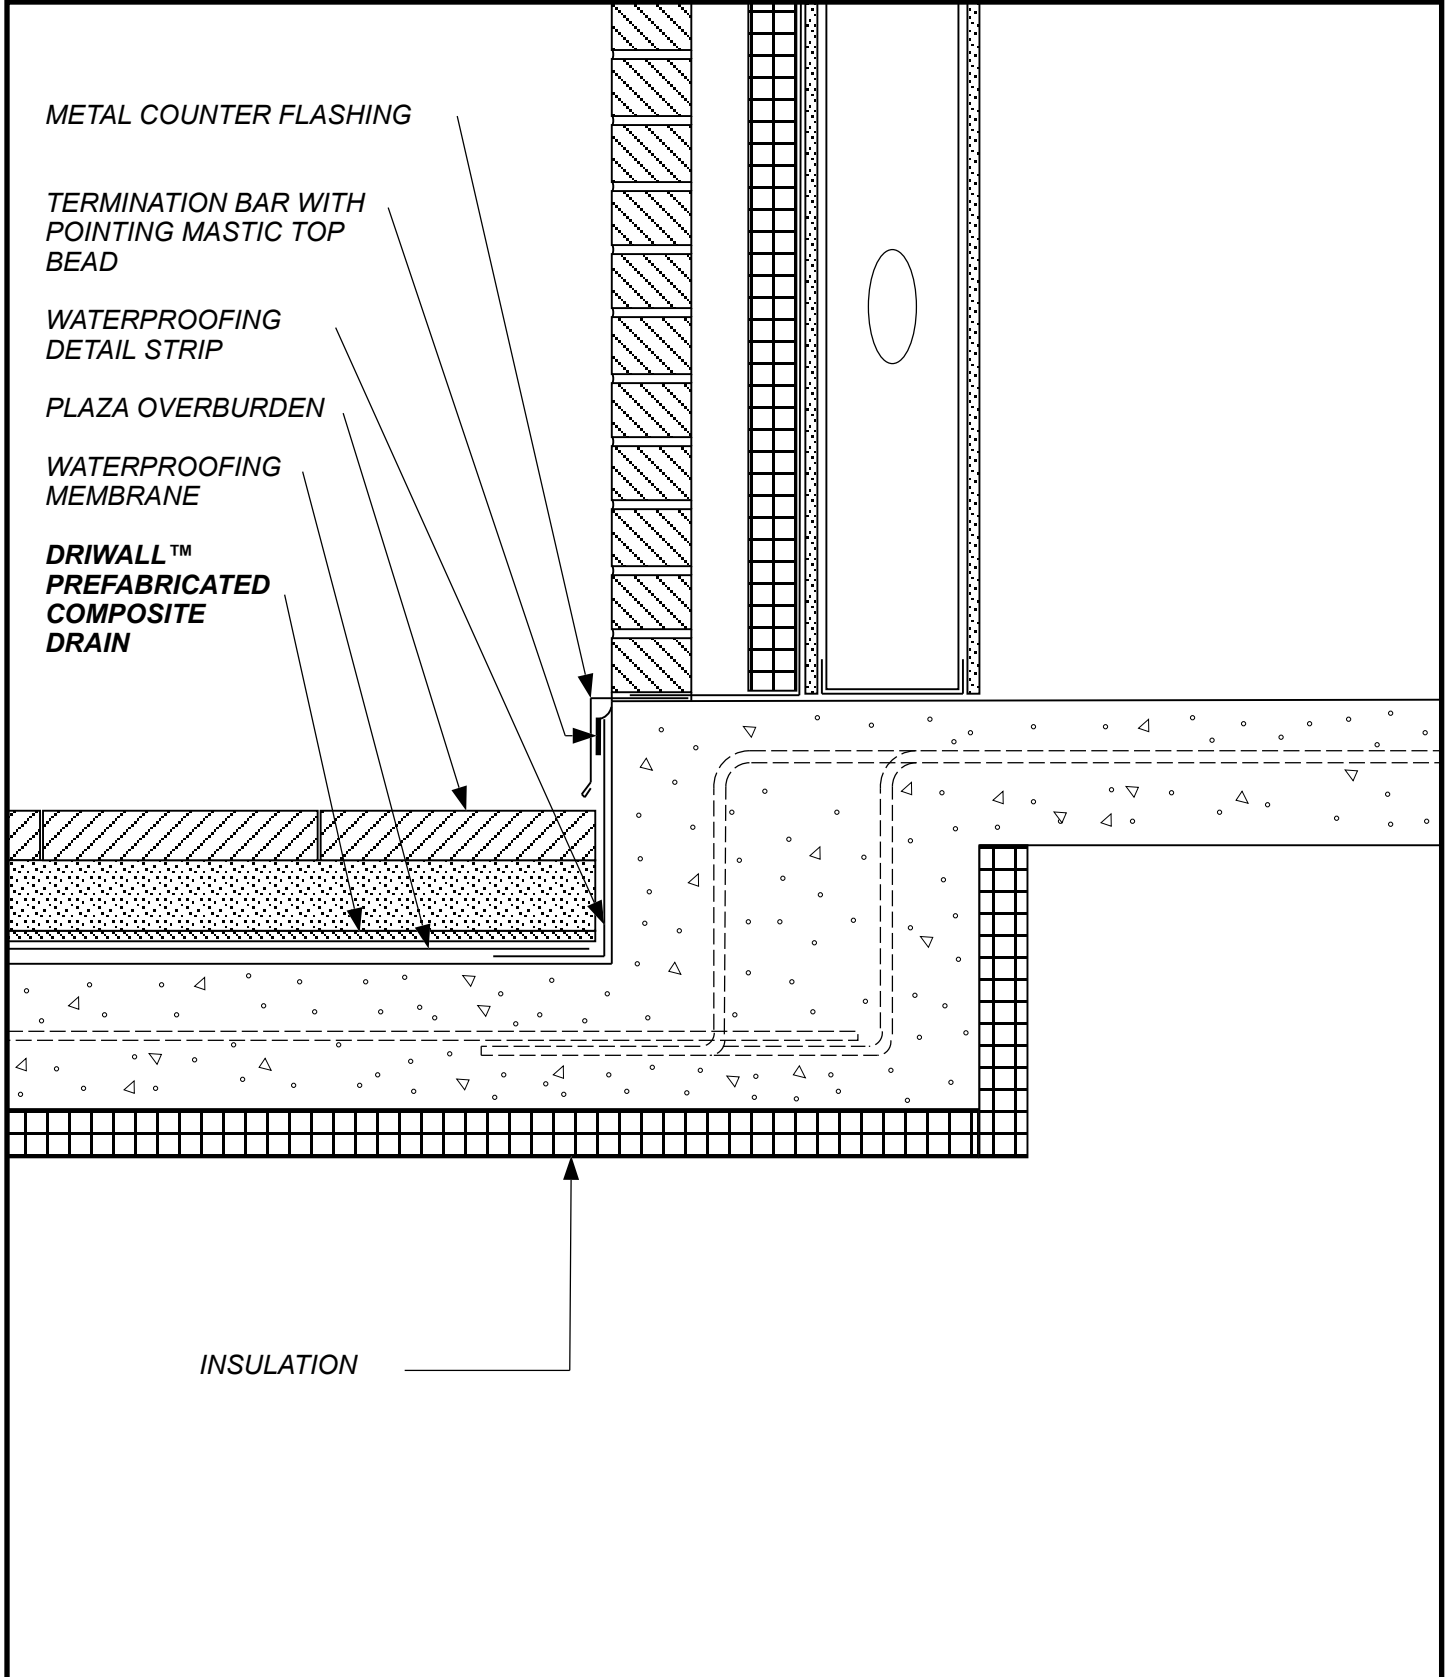 METAL COUNTER FLASHING
TERMINATION BAR WITH
POINTING MASTIC TOP
BEAD
WATERPROOFING
DETAIL STRIP
PLAZA OVERBURDEN
WATERPROOFING
MEMBRANE
DRIWALL™
PREFABRICATED
COMPOSITE
DRAIN
INSULATION